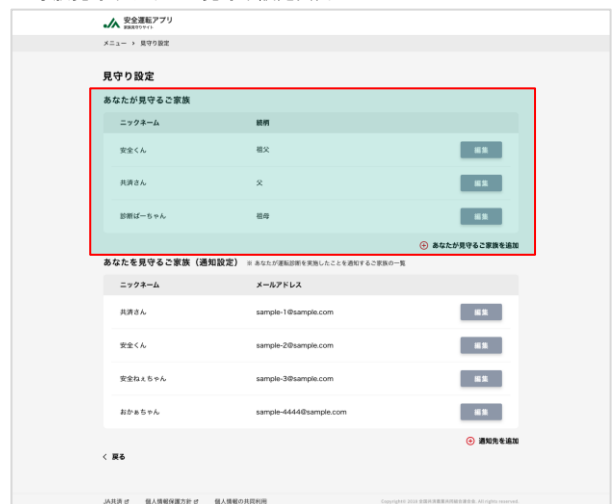 安全運転アプリ
メニュー › 見守り設定
見守り設定
あなたが見守るご家族
ニックネーム 続柄
安全くん 祖父 編集
共済さん 父 編集
診断ばーちゃん 祖母 編集
あなたが見守るご家族を追加
あなたを見守るご家族（通知設定） ※ あなたが運転診断を実施したことを通知するご家族の一覧
ニックネーム メールアドレス
共済さん sample-1@sample.com 編集
安全くん sample-2@sample.com 編集
安全ねぇちゃん sample-3@sample.com 編集
おかぁちゃん sample-4444@sample.com 編集
通知先を追加
< 戻る
JA共済 個人情報保護方針 個人情報の共同利用